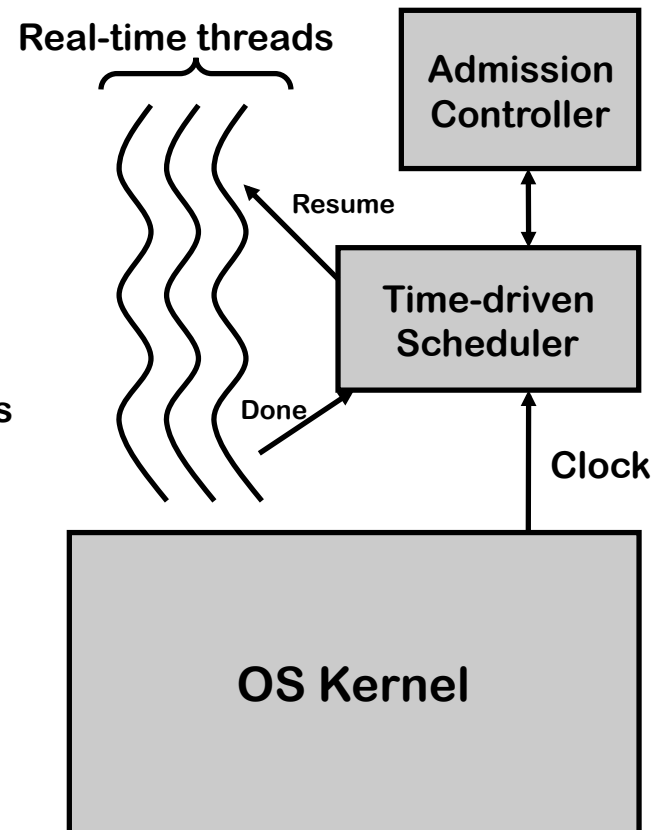 Real-time threads
Admission
Controller
Resume
Time-driven
Scheduler
Done
s
Clock
OS Kernel